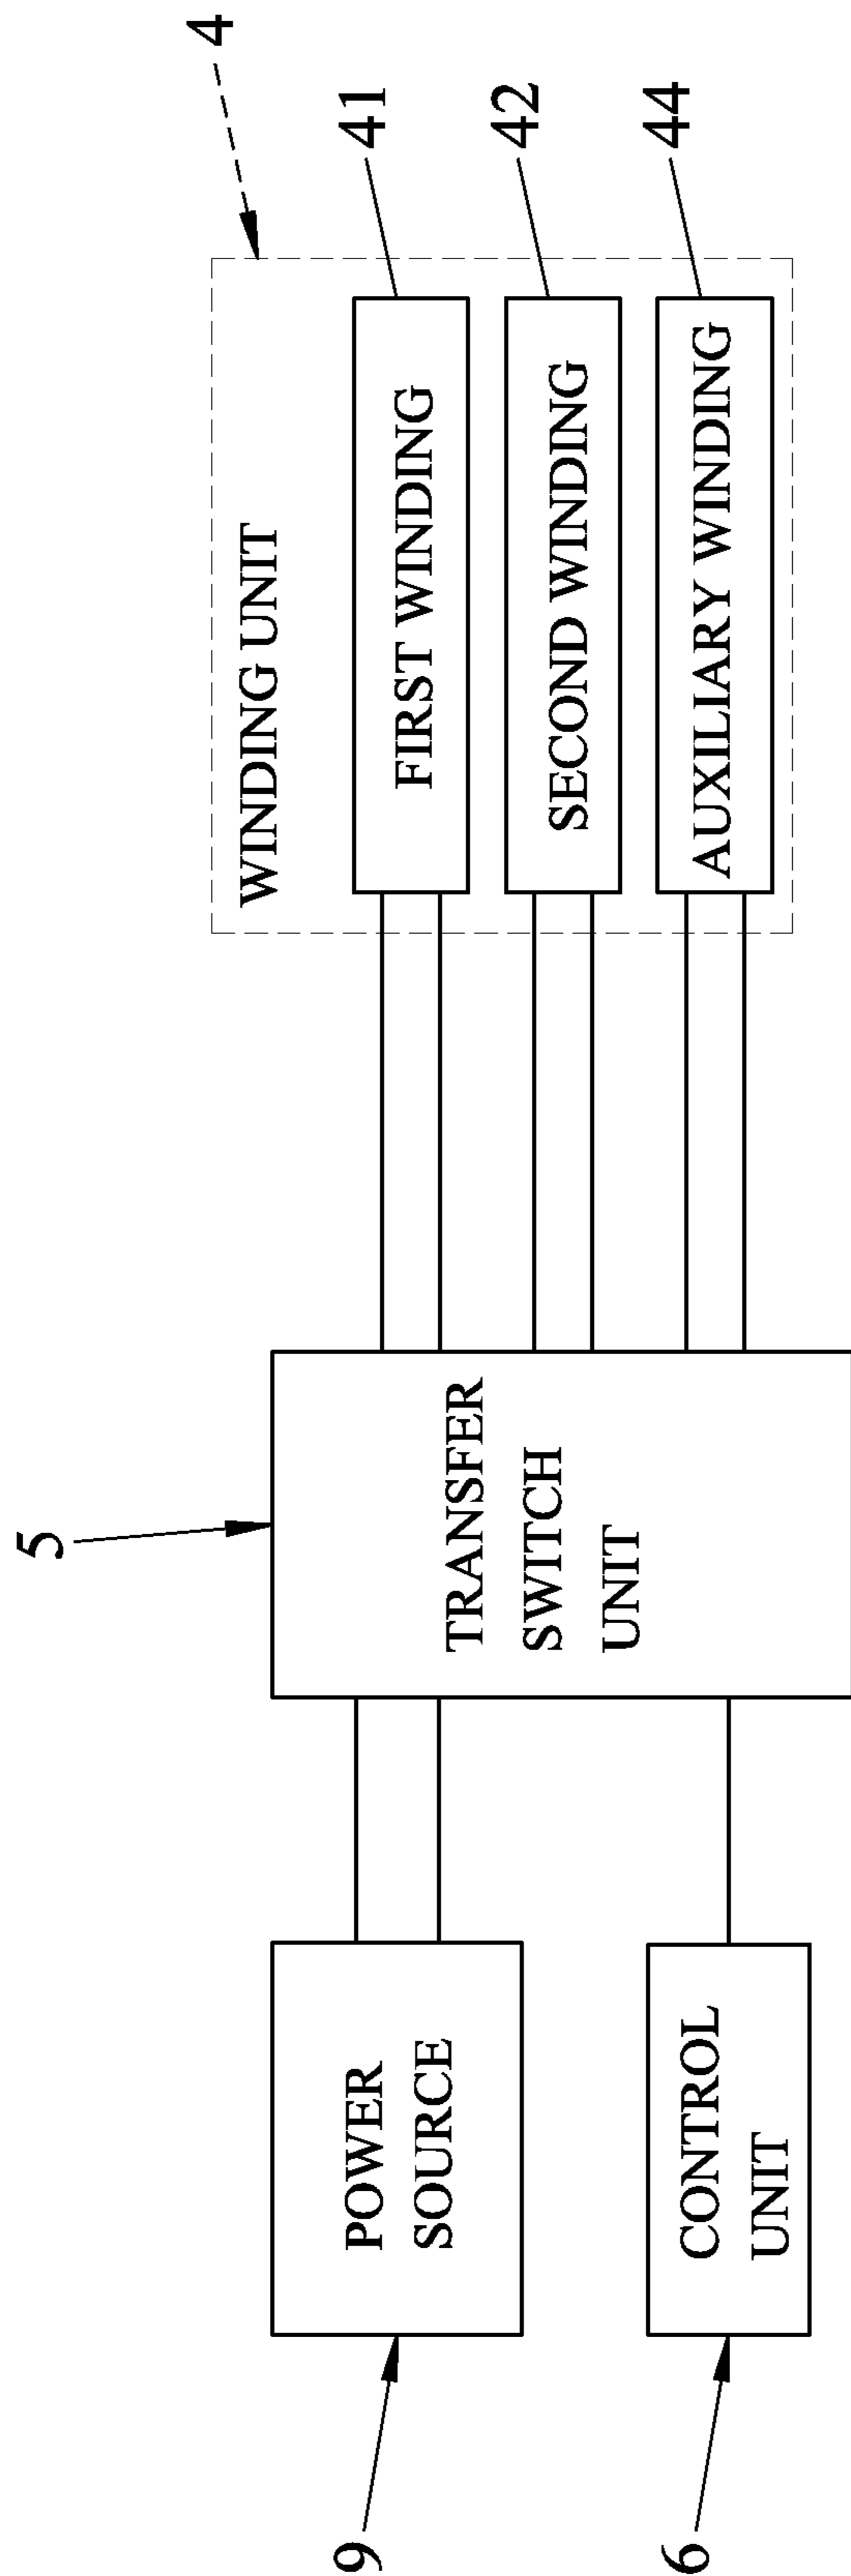 4
WINDING UNIT
41
FIRST WINDING
42
SECOND WINDING
44
AUXILIARY WINDING
5
TRANSFER
SWITCH
UNIT
9
POWER
SOURCE
6
CONTROL
UNIT